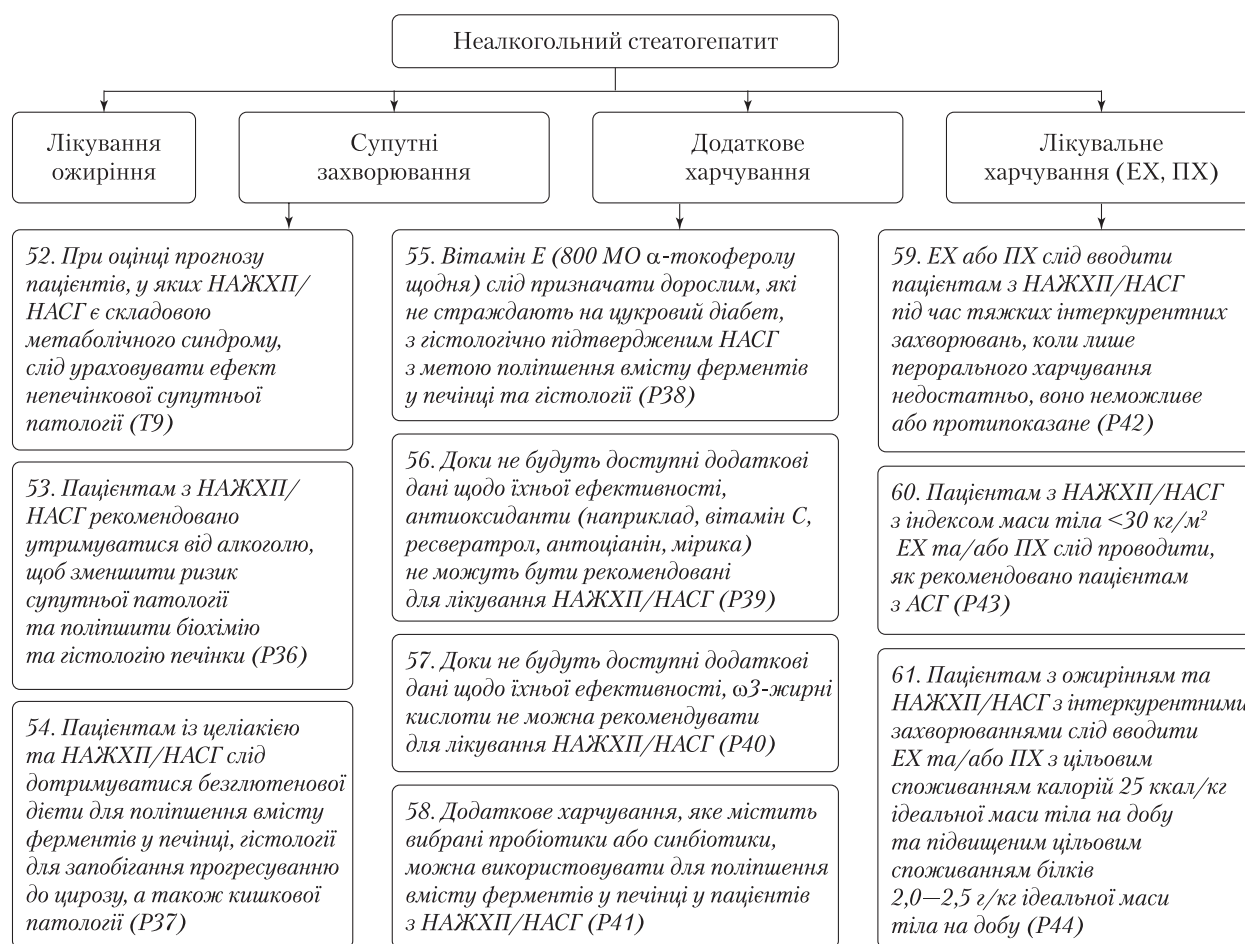 Неалкогольний стеатогепатит
Лікування
ожиріння
Супутні
захворювання
Додаткове
харчування
Лікувальне
харчування (ЕХ, ПХ)
52. При оцінці прогнозу
пацієнтів, у яких НАЖХП/
НАСГ є складовою
метаболічного синдрому,
слід ураховувати ефект
непечінкової супутньої
патології (Т9)
53. Пацієнтам з НАЖХП/
НАСГ рекомендовано
утримуватися від алкоголю,
щоб зменшити ризик
супутньої патології
та поліпшити біохімію
та гістологію печінки (Р36)
54. Пацієнтам із целіакією
та НАЖХП/НАСГ слід
дотримуватися безглютенової
дієти для поліпшення вмісту
ферментів у печінці, гістології
для запобігання прогресуванню
до цирозу, а також кишкової
патології (Р37)
55. Вітамін Е (800 МО α-токоферолу
щодня) слід призначати дорослим, які
не страждають на цукровий діабет,
з гістологічно підтвердженим НАСГ
з метою поліпшення вмісту ферментів
у печінці та гістології (Р38)
56. Доки не будуть доступні додаткові
дані щодо їхньої ефективності,
антиоксиданти (наприклад, вітамін С,
ресвератрол, антоціанін, мірика)
не можуть бути рекомендовані
для лікування НАЖХП/НАСГ (Р39)
57. Доки не будуть доступні додаткові
дані щодо їхньої ефективності, ω3-жирні
кислоти не можна рекомендувати
для лікування НАЖХП/НАСГ (Р40)
58. Додаткове харчування, яке містить
вибрані пробіотики або синбіотики,
можна використовувати для поліпшення
вмісту ферментів у печінці у пацієнтів
з НАЖХП/НАСГ (Р41)
59. ЕХ або ПХ слід вводити
пацієнтам з НАЖХП/НАСГ
під час тяжких інтеркурентних
захворювань, коли лише
перорального харчування
недостатньо, воно неможливе
або протипоказане (Р42)
60. Пацієнтам з НАЖХП/НАСГ
з індексом маси тіла <30 кг/м²
ЕХ та/або ПХ слід проводити,
як рекомендовано пацієнтам
з АСГ (Р43)
61. Пацієнтам з ожирінням та
НАЖХП/НАСГ з інтеркурентними
захворюваннями слід вводити
ЕХ та/або ПХ з цільовим
споживанням калорій 25 ккал/кг
ідеальної маси тіла на добу
та підвищеним цільовим
споживанням білків
2,0—2,5 г/кг ідеальної маси
тіла на добу (Р44)